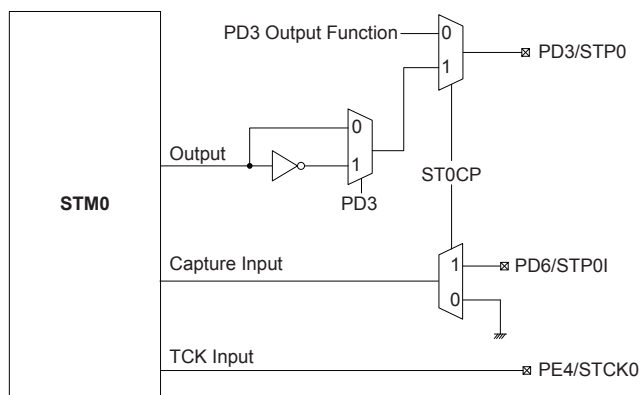 PD3 Output Function
0
PD3/STP0
1
0
Output
1
ST0CP
STM0
PD3
Capture Input
1
PD6/STP0I
0
TCK Input
PE4/STCK0